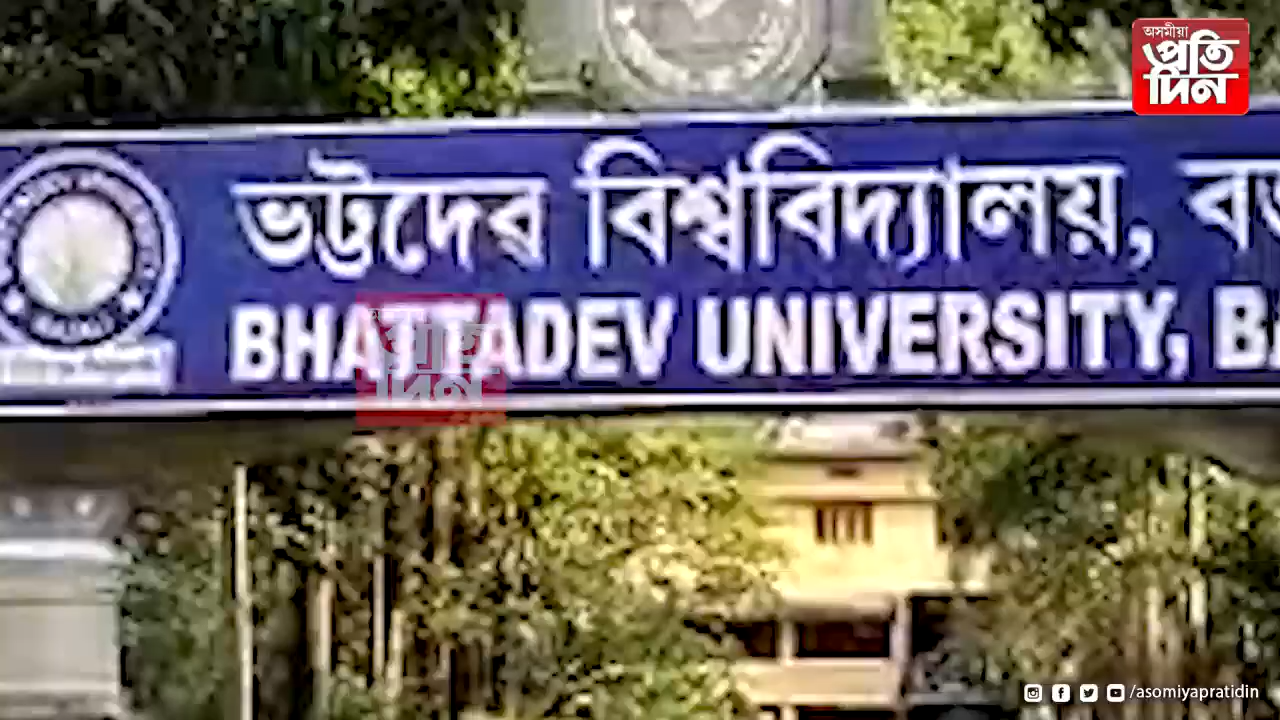 অসমীয়া
প্ৰতি
দিন
ভট্টদেৱ বিশ্ববিদ্যালয়,
BHATTADEV UNIVERSITY,
/asomiyapratidin